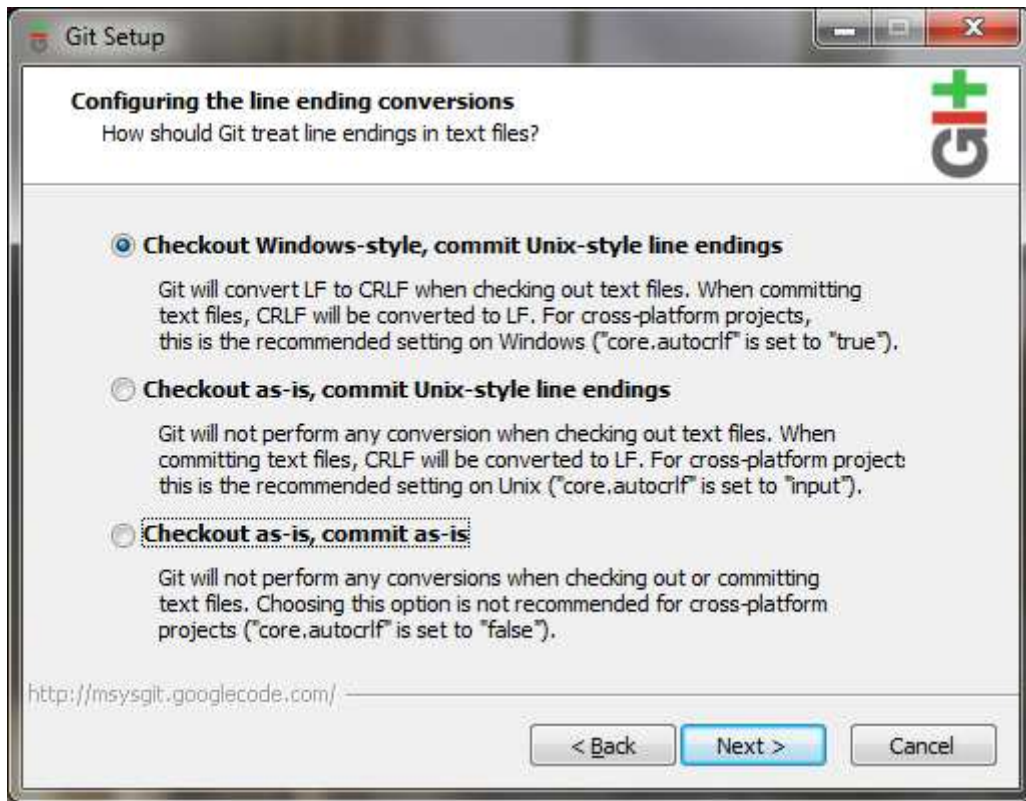 Git Setup
Configuring the line ending conversions
How should Git treat line endings in text files?
Git
Checkout Windows-style, commit Unix-style line endings
Git will convert LF to CRLF when checking out text files. When committing
text files, CRLF will be converted to LF. For cross-platform projects,
this is the recommended setting on Windows ("core.autocrlf" is set to "true").
Checkout as-is, commit Unix-style line endings
Git will not perform any conversion when checking out text files. When
committing text files, CRLF will be converted to LF. For cross-platform project
this is the recommended setting on Unix ("core.autocrlf" is set to "input").
Checkout as-is, commit as-is
Git will not perform any conversions when checking out or committing
text files. Choosing this option is not recommended for cross-platform
projects ("core.autocrlf" is set to "false").
http://msysgit.googlecode.com/
< Back
Next >
Cancel